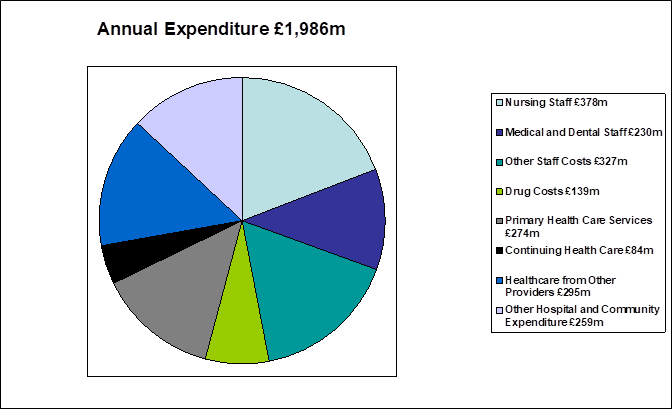 Annual Expenditure £1,986m
Nursing Staff £378m
Medical and Dental Staff £230m
Other Staff Costs £327m
Drug Costs £139m
Primary Health Care Services
£274m
Continuing Health Care £84m
Healthcare from Other
Providers £295m
Other Hospital and Community
Expenditure £259m